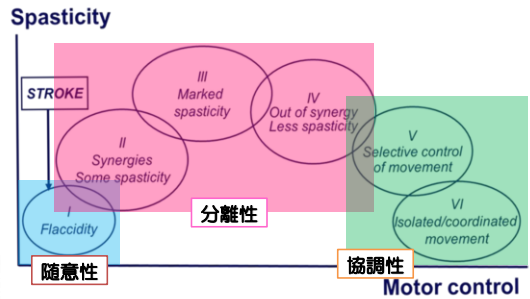 Spasticity
STROKE
III
Marked
spasticity
IV
Out of synergy
Less spasticity
II
Synergies
Some spasticity
V
Selective control
of movement
I
Flaccidity
VI
Isolated/coordinated
movement
分離性
随意性
協調性
Motor control